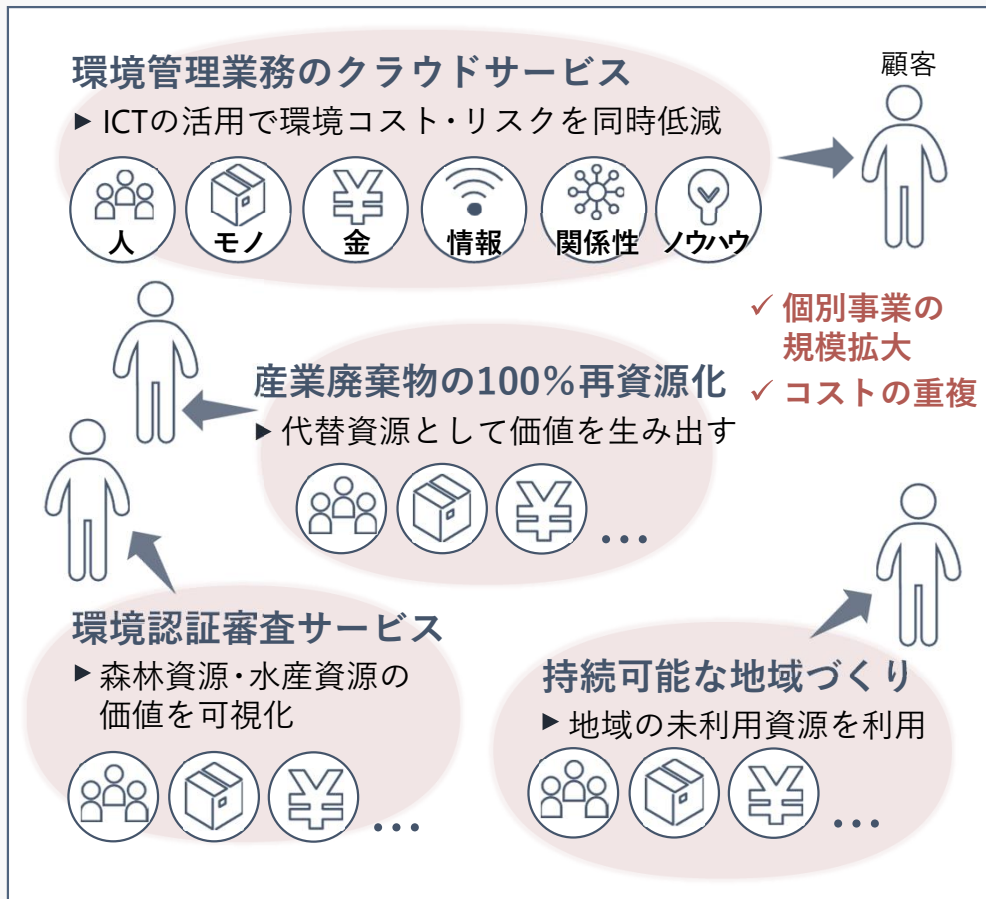 環境管理業務のクラウドサービス
▶ ICTの活用で環境コスト・リスクを同時低減
人 モノ 金 情報 関係性 ノウハウ
顧客
✓ 個別事業の
規模拡大
✓ コストの重複
産業廃棄物の100%再資源化
▶ 代替資源として価値を生み出す
...
環境認証審査サービス
▶ 森林資源・水産資源の
価値を可視化
...
持続可能な地域づくり
▶ 地域の未利用資源を利用
...